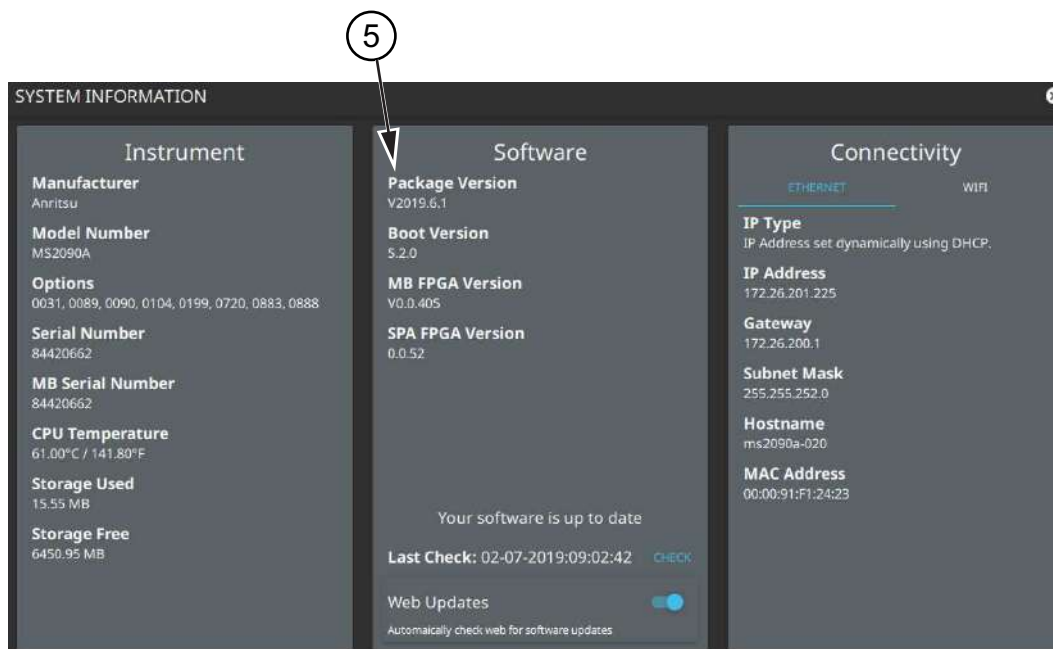 5
SYSTEM INFORMATION
Instrument
Manufacturer
Anritsu
Model Number
MS2090A
Options
0031, 0089, 0090, 0104, 0199, 0720, 0883, 0888
Serial Number
84420662
MB Serial Number
84420662
CPU Temperature
61.00°C / 141.80°F
Storage Used
15.55 MB
Storage Free
6450.95 MB
Software
Package Version
V2019.6.1
Boot Version
5.2.0
MB FPGA Version
V0.0.405
SPA FPGA Version
0.0.52
Your software is up to date
Last Check: 02-07-2019:09:02:42 CHECK
Web Updates
Automaically check web for software updates
Connectivity
ETHERNET WIFI
IP Type
IP Address set dynamically using DHCP.
IP Address
172.26.201.225
Gateway
172.26.200.1
Subnet Mask
255.255.252.0
Hostname
ms2090a-020
MAC Address
00:00:91:F1:24:23